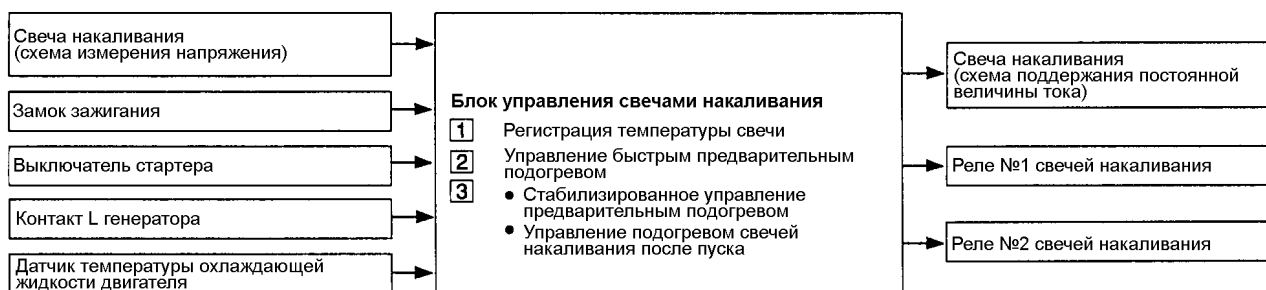 Свеча накаливания
(схема измерения напряжения)
Замок зажигания
Выключатель стартера
Контакт L генератора
Датчик температуры охлаждающей
жидкости двигателя
Блок управления свечами накаливания
1 Регистрация температуры свечи
2 Управление быстрым предварительным
подогревом
3 • Стабилизированное управление
предварительным подогревом
• Управление подогревом свечей
накаливания после пуска
Свеча накаливания
(схема поддержания постоянной
величины тока)
Реле №1 свечей накаливания
Реле №2 свечей накаливания